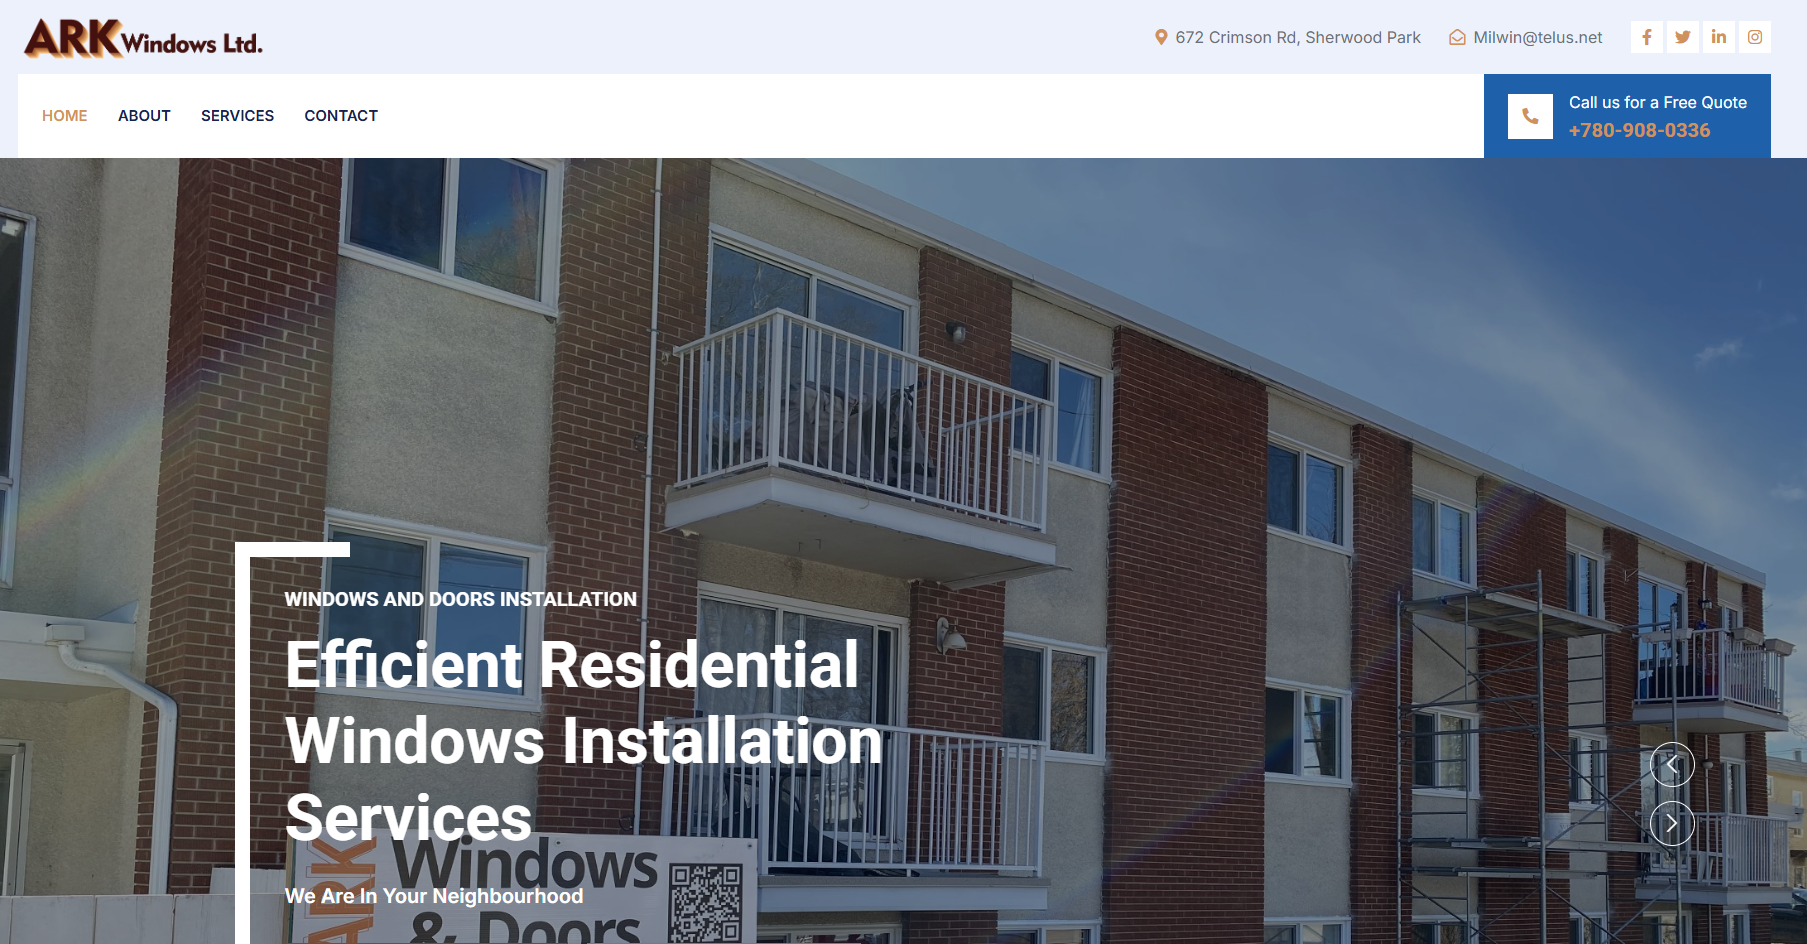 ARK Windows Ltd.
672 Crimson Rd, Sherwood Park
Milwin@telus.net
HOME
ABOUT
SERVICES
CONTACT
Call us for a Free Quote
+780-908-0336
WINDOWS AND DOORS INSTALLATION
Efficient Residential
Windows Installation
Services
We Are In Your Neighbourhood
ARK
Windows
& Doors